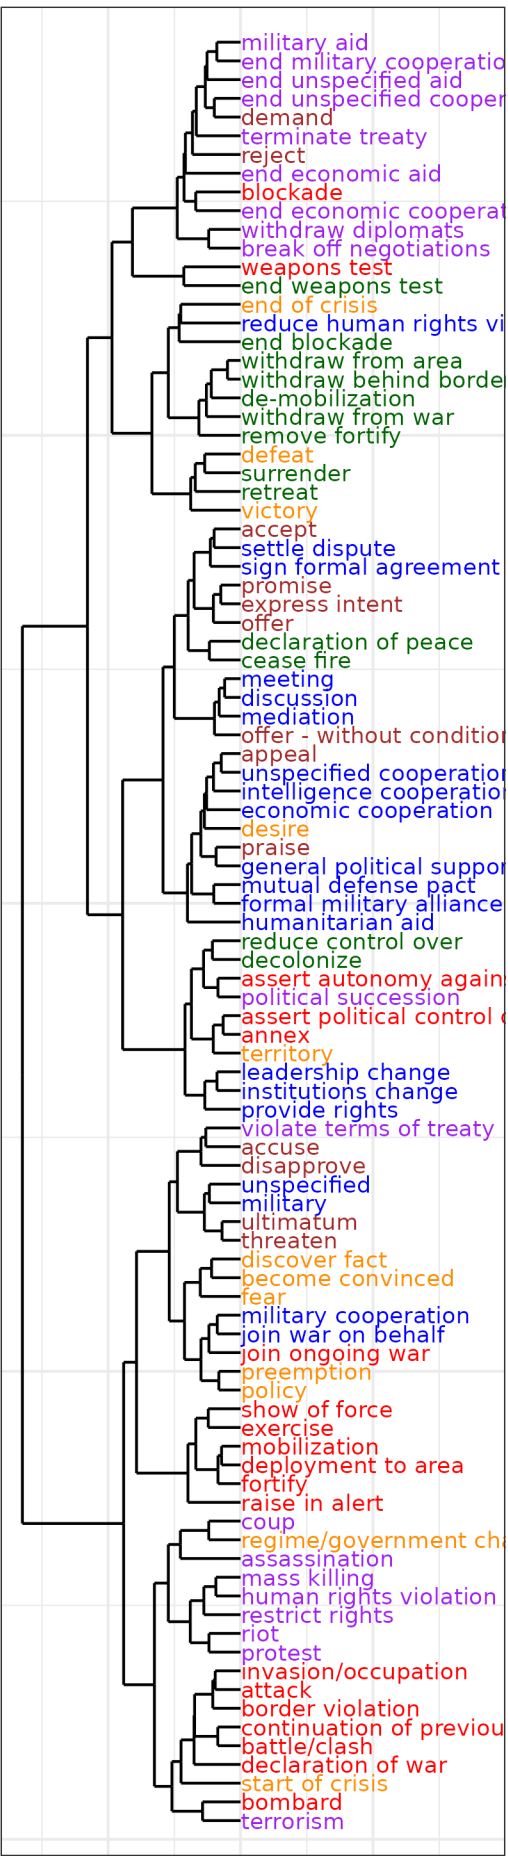 military aid
end military cooperatio
end unspecified aid
end unspecified cooper
demand
terminate treaty
reject
end economic aid
blockade
end economic cooperat
withdraw diplomats
break off negotiations
weapons test
end weapons test
end of crisis
reduce human rights vi
end blockade
withdraw from area
withdraw behind borde
de-mobilization
withdraw from war
remove fortify
defeat
surrender
retreat
victory
accept
settle dispute
sign formal agreement
promise
express intent
offer
declaration of peace
cease fire
meeting
discussion
mediation
offer - without condition
appeal
unspecified cooperation
intelligence cooperation
economic cooperation
desire
praise
general political suppor
mutual defense pact
formal military alliance
humanitarian aid
reduce control over
decolonize
assert autonomy agains
political succession
assert political control o
annex
territory
leadership change
institutions change
provide rights
violate terms of treaty
accuse
disapprove
unspecified
military
ultimatum
threaten
discover fact
become convinced
fear
military cooperation
join war on behalf
join ongoing war
preemption
policy
show of force
exercise
mobilization
deployment to area
fortify
raise in alert
coup
regime/government cha
assassination
mass killing
human rights violation
restrict rights
riot
protest
invasion/occupation
attack
border violation
continuation of previou
battle/clash
declaration of war
start of crisis
bombard
terrorism